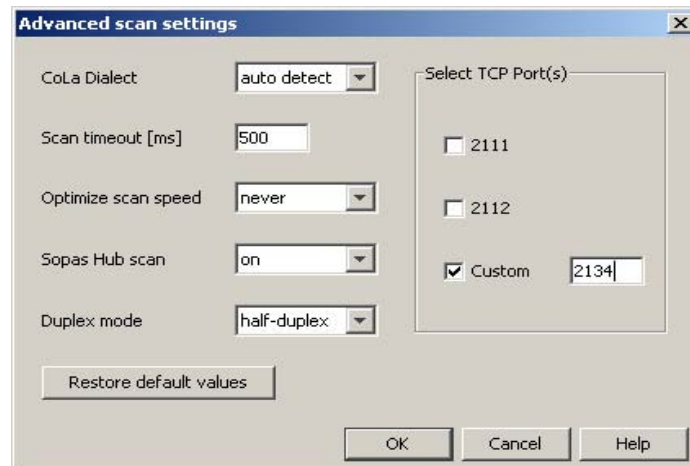 Advanced scan settings
CoLa Dialect
auto detect
Scan timeout [ms]
500
Optimize scan speed
never
Sopas Hub scan
on
Duplex mode
half-duplex
Restore default values
Select TCP Port(s)
2111
2112
Custom
2134
OK
Cancel
Help